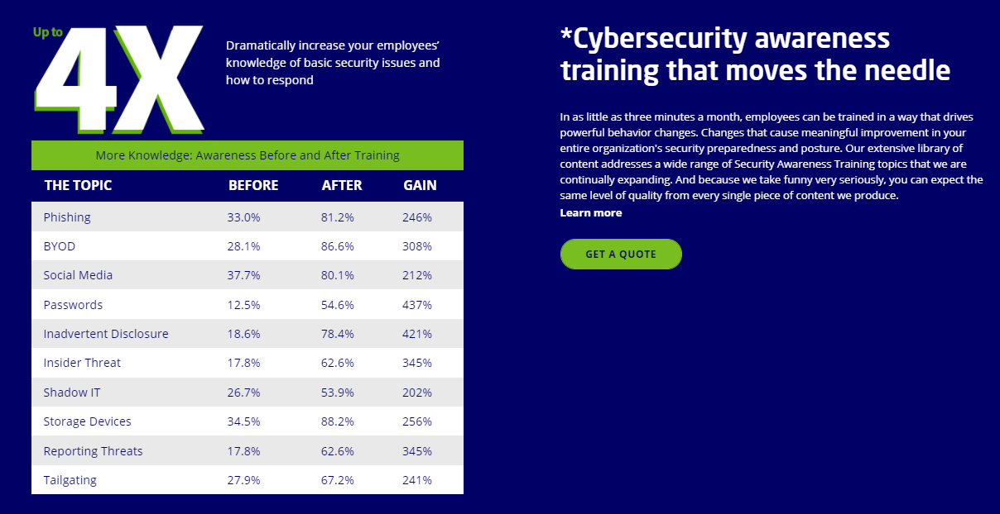 Up to
4X
Dramatically increase your employees’
knowledge of basic security issues and
how to respond
More Knowledge: Awareness Before and After Training
THE TOPIC BEFORE AFTER GAIN
Phishing 33.0% 81.2% 246%
BYOD 28.1% 86.6% 308%
Social Media 37.7% 80.1% 212%
Passwords 12.5% 54.6% 437%
Inadvertent Disclosure 18.6% 78.4% 421%
Insider Threat 17.8% 62.6% 345%
Shadow IT 26.7% 53.9% 202%
Storage Devices 34.5% 88.2% 256%
Reporting Threats 17.8% 62.6% 345%
Tailgating 27.9% 67.2% 241%
*Cybersecurity awareness
training that moves the needle
In as little as three minutes a month, employees can be trained in a way that drives
powerful behavior changes. Changes that cause meaningful improvement in your
entire organization's security preparedness and posture. Our extensive library of
content addresses a wide range of Security Awareness Training topics that we are
continually expanding. And because we take funny very seriously, you can expect the
same level of quality from every single piece of content we produce.
Learn more
GET A QUOTE